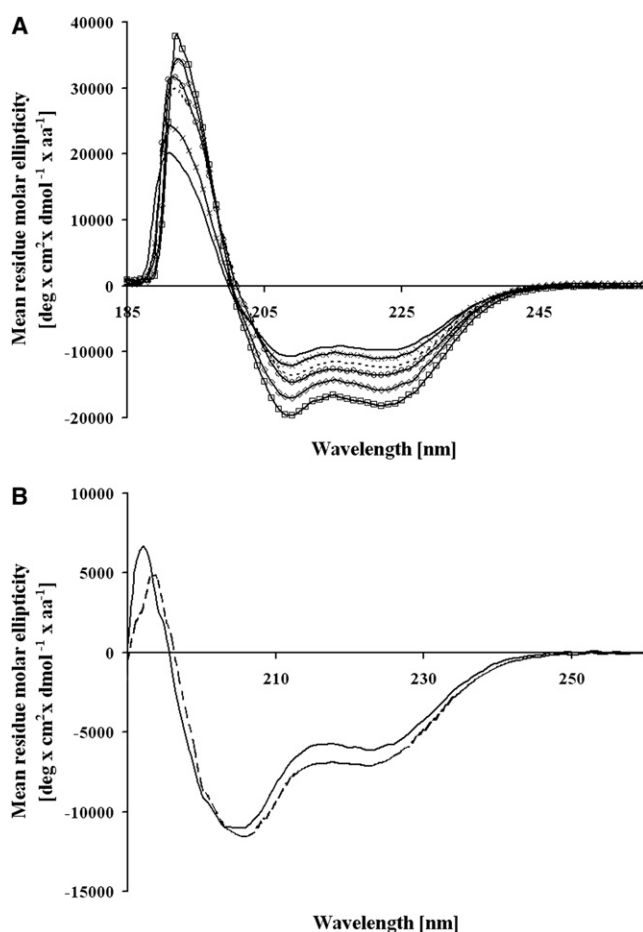 A
Mean residue molar ellipticity
[deg x cm²x dmol⁻¹ x aa⁻¹]
40000
30000
20000
10000
0
-10000
-20000
185
205
225
245
Wavelength [nm]
B
Mean residue molar ellipticity
[deg x cm²x dmol⁻¹ x aa⁻¹]
10000
5000
0
-5000
-10000
-15000
210
230
250
Wavelength [nm]